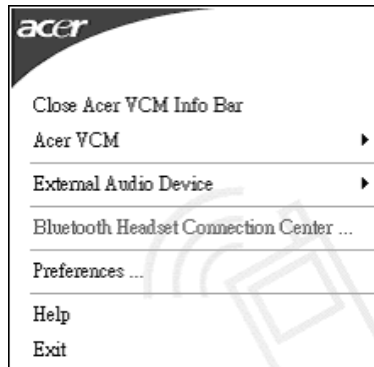 acer
Close Acer VCM Info Bar
Acer VCM
External Audio Device
Bluetooth Headset Connection Center ...
Preferences ...
Help
Exit